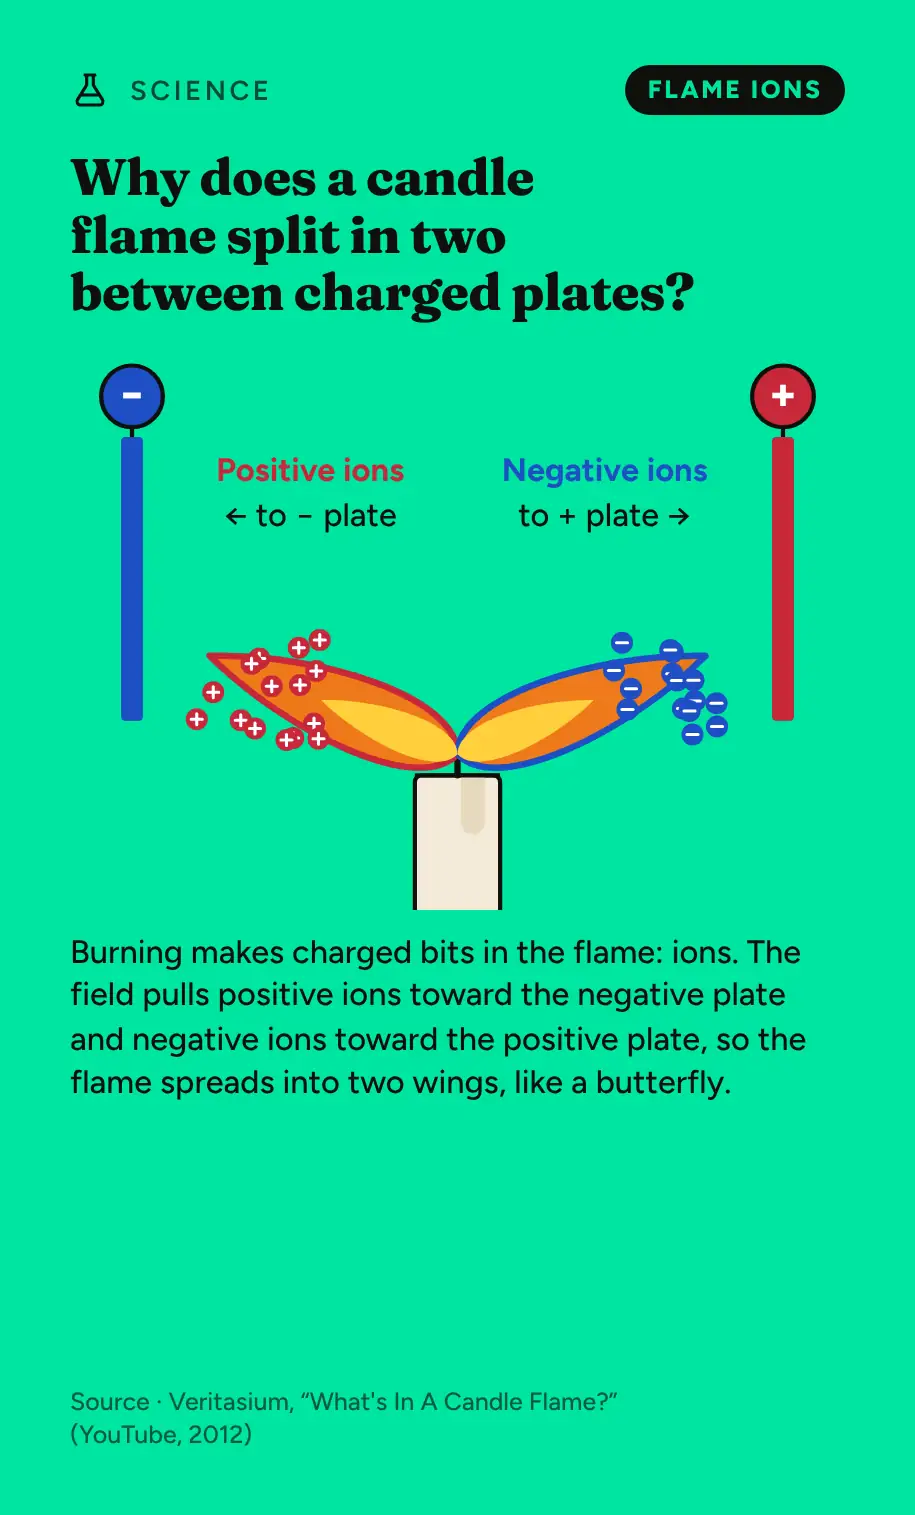 SCIENCE
FLAME IONS
Why does a candle
flame split in two
between charged plates?
−
+
Positive ions
← to − plate
Negative ions
to + plate →
Burning makes charged bits in the flame: ions. The
field pulls positive ions toward the negative plate
and negative ions toward the positive plate, so the
flame spreads into two wings, like a butterfly.
Source · Veritasium, “What's In A Candle Flame?”
(YouTube, 2012)